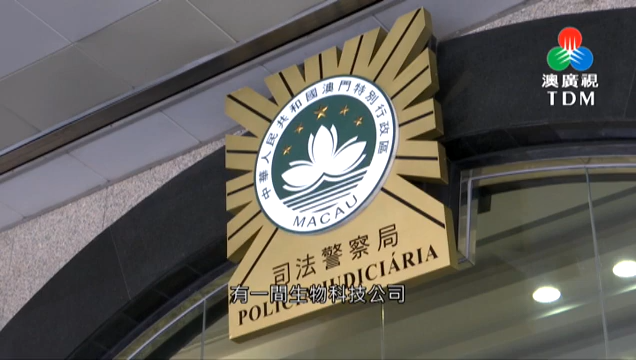 澳廣視
TDM
中華人民共和國澳門特別行政區
MACAU
司法警察局
POLÍCIA JUDICIÁRIA
有一間生物科技公司